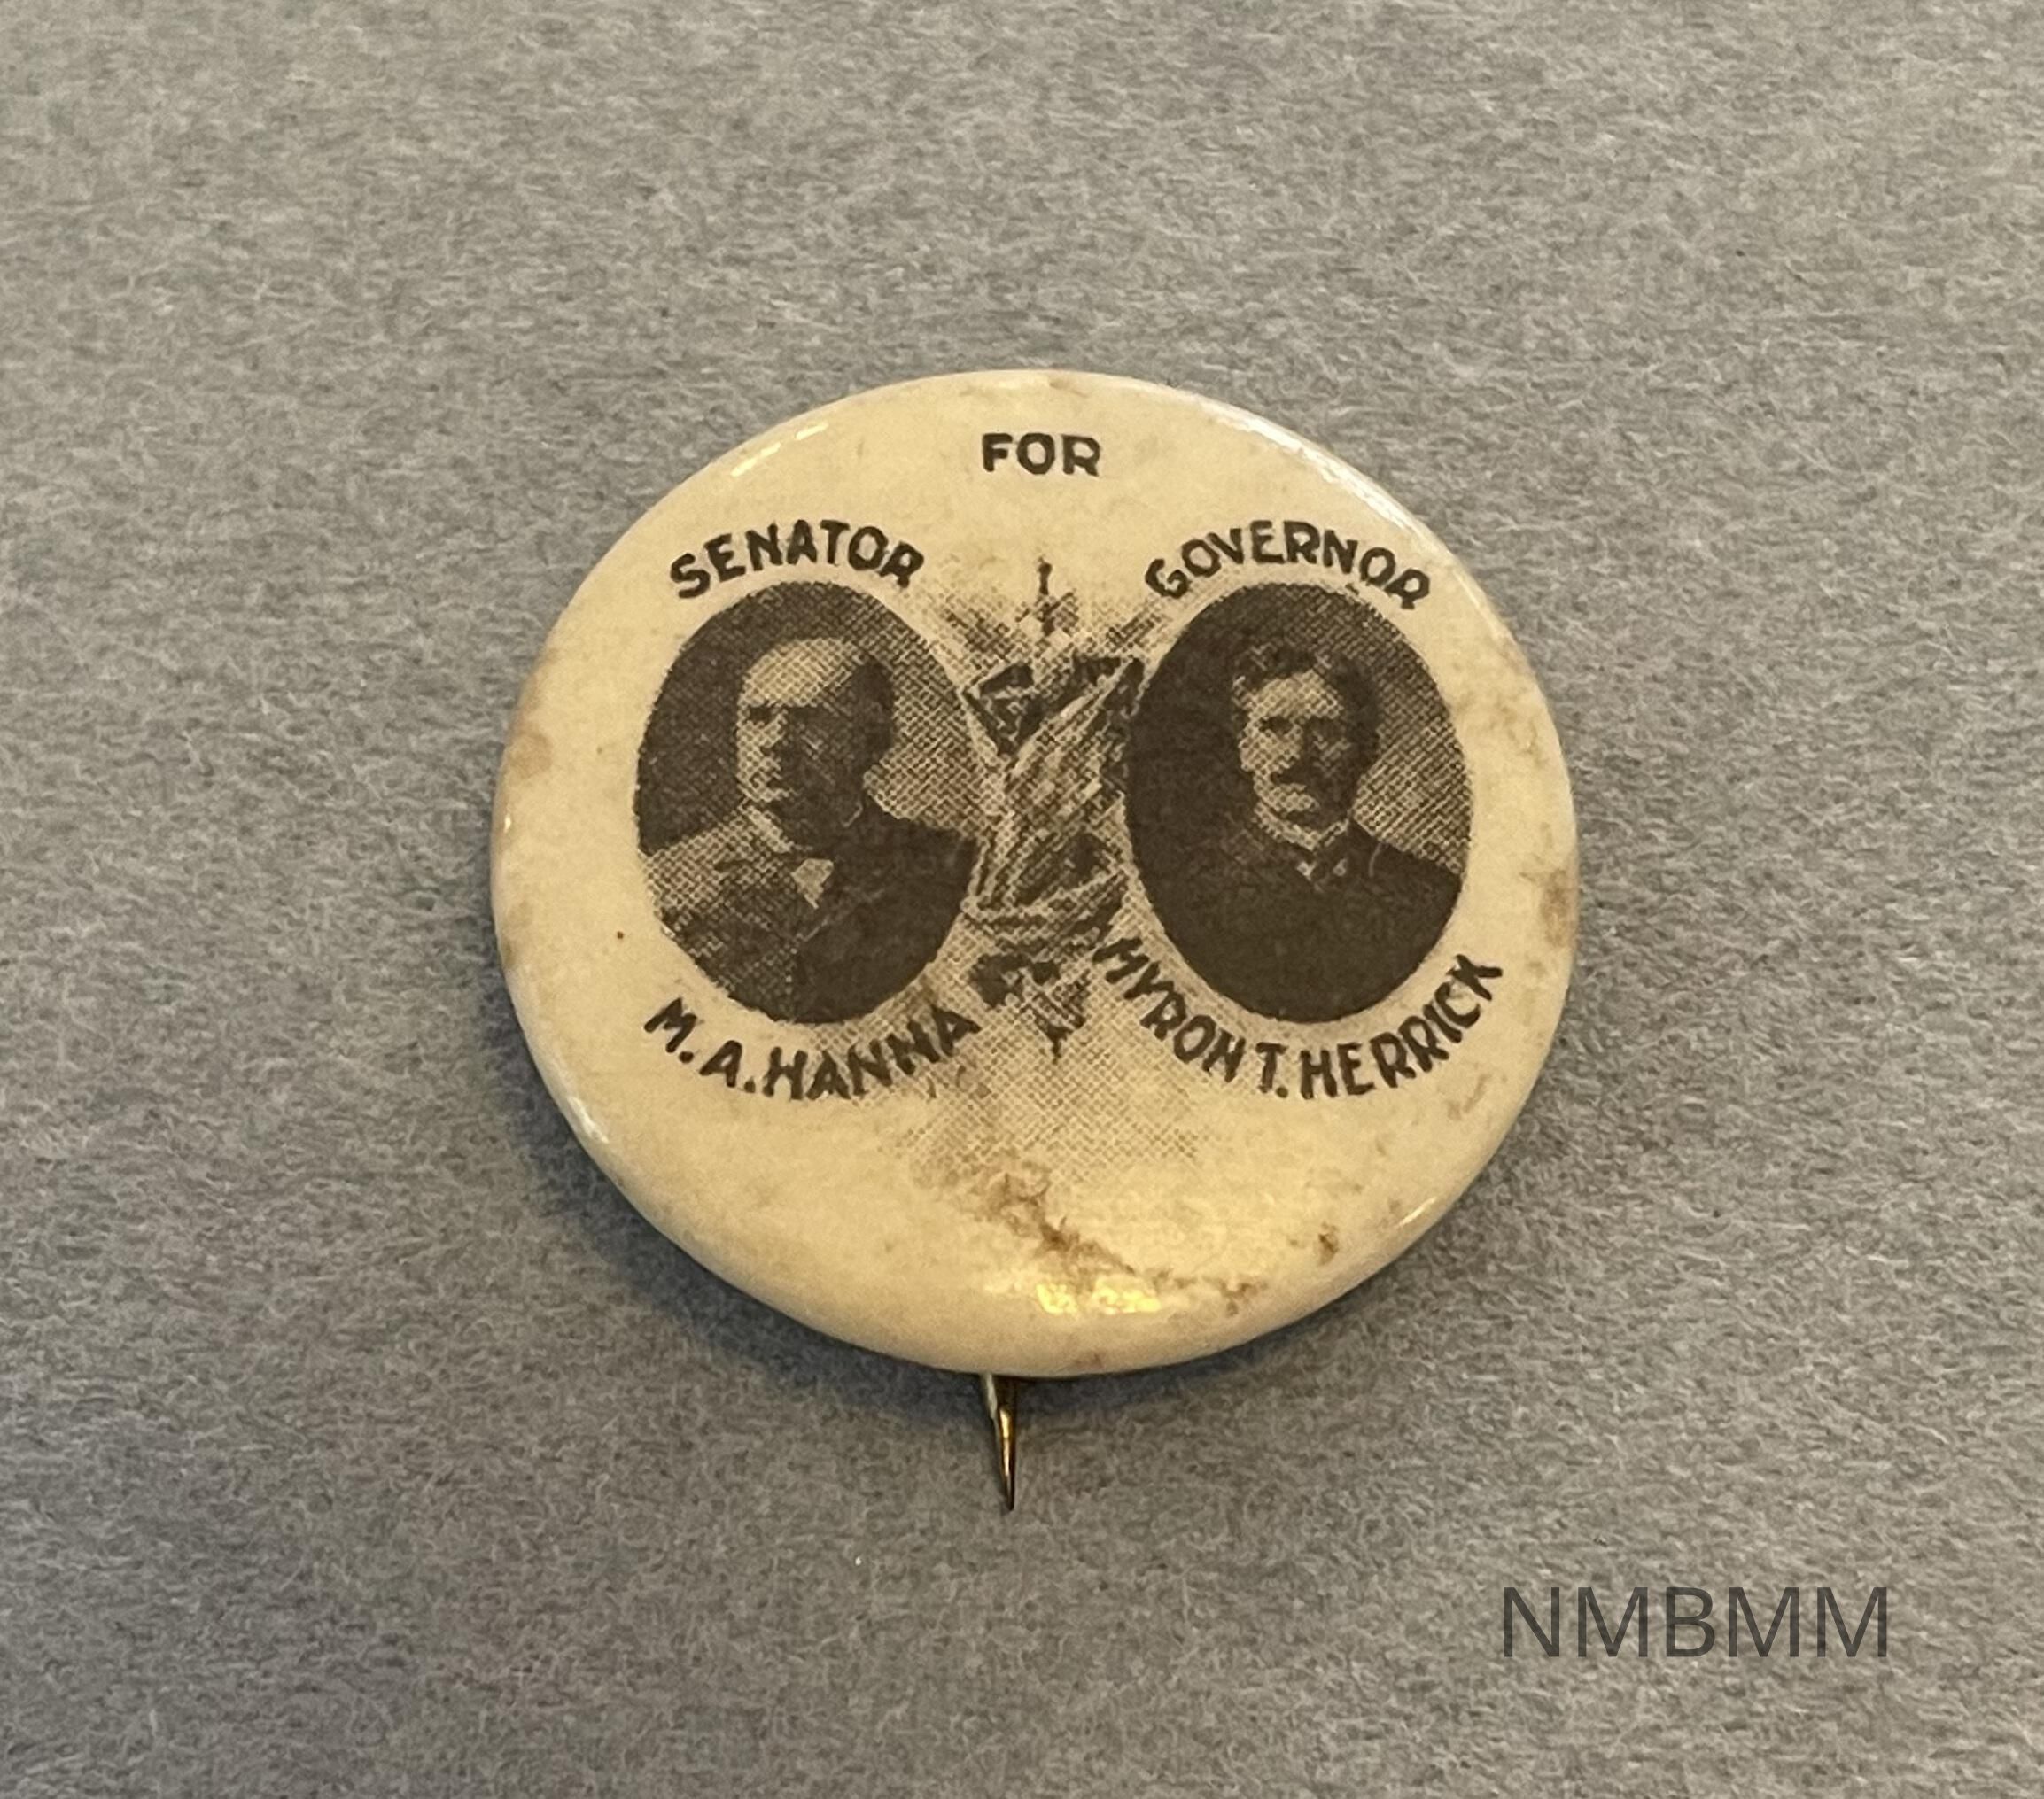 FOR
SENATOR
GOVERNOR
M. A. HANNA
MYRON T. HERRICK
NMBMM